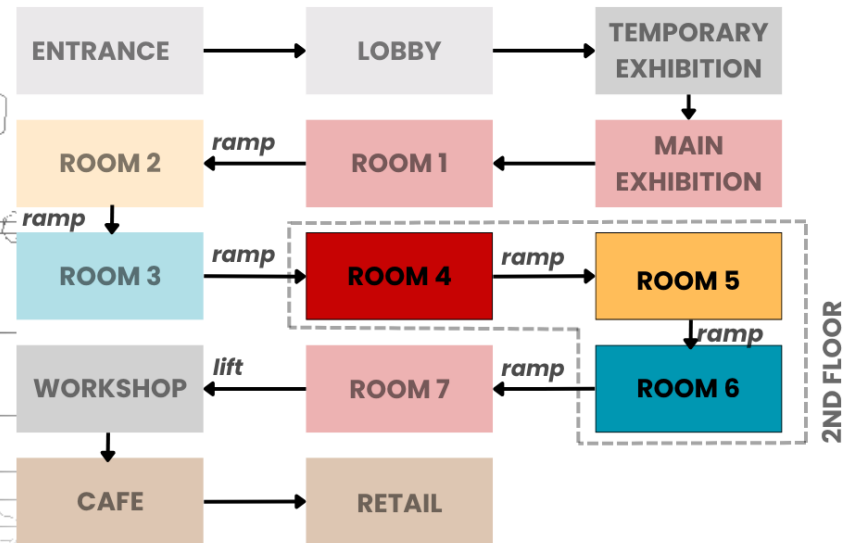 ENTRANCE
LOBBY
TEMPORARY
EXHIBITION
ROOM 2
ramp
ROOM 1
MAIN
EXHIBITION
ramp
ROOM 3
ramp
ROOM 4
ramp
ROOM 5
ramp
WORKSHOP
lift
ROOM 7
ramp
ROOM 6
2ND FLOOR
CAFE
RETAIL